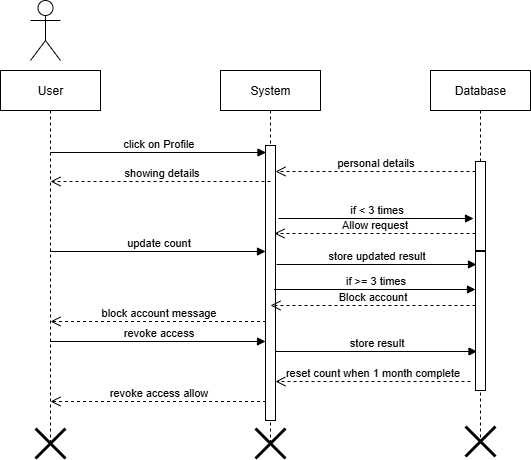 User
System
Database
click on Profile
personal details
showing details
if < 3 times
Allow request
update count
store updated result
if >= 3 times
Block account
block account message
revoke access
store result
reset count when 1 month complete
revoke access allow